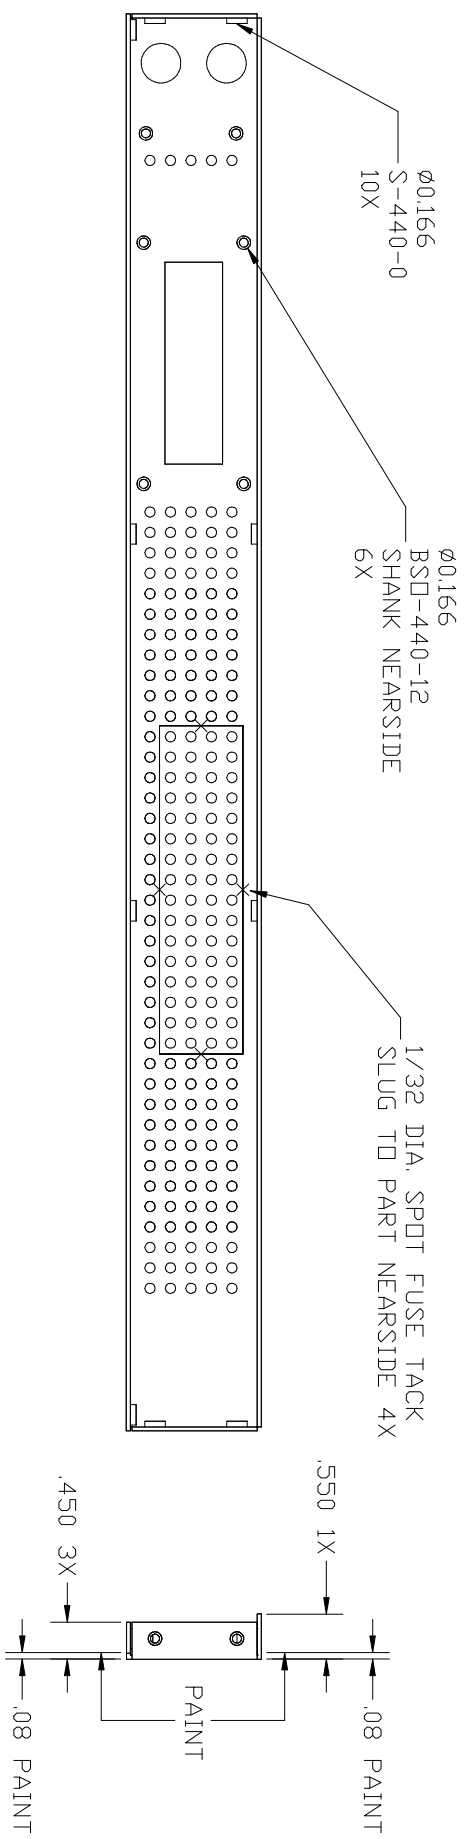 Ø0.166
S-440-0
10X
Ø0.166
BSO-440-12
SHANK NEARSIDE
6X
1/32 DIA. SPOT FUSE TACK
SLUG TO PART NEARSIDE 4X
.550 1X
.450 3X
PAINT
.08 PAINT
.08 PAINT